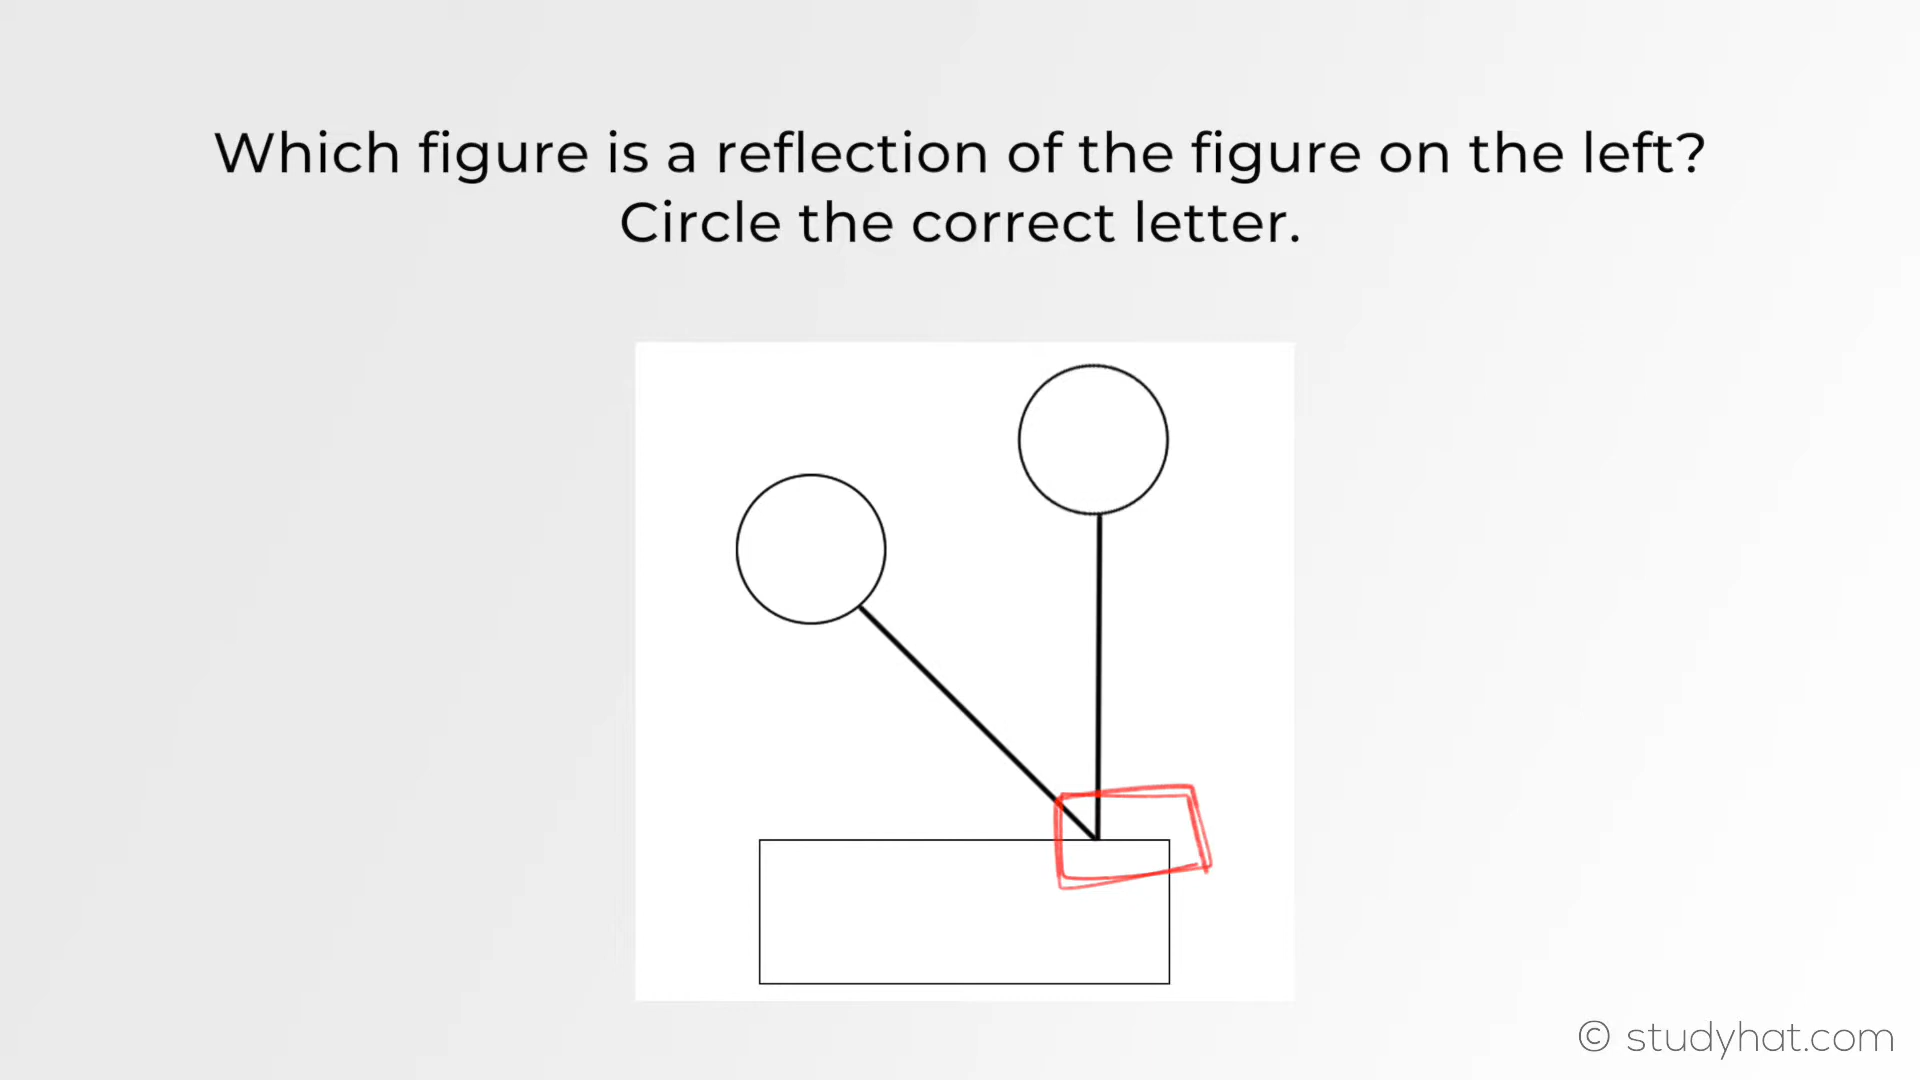 Which figure is a reflection of the figure on the left?
Circle the correct letter.
© studyhat.com